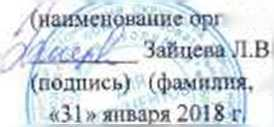 (наименование орг
Зайцева Л.В
(подпись) (фамилия,
«31» января 2018 г.